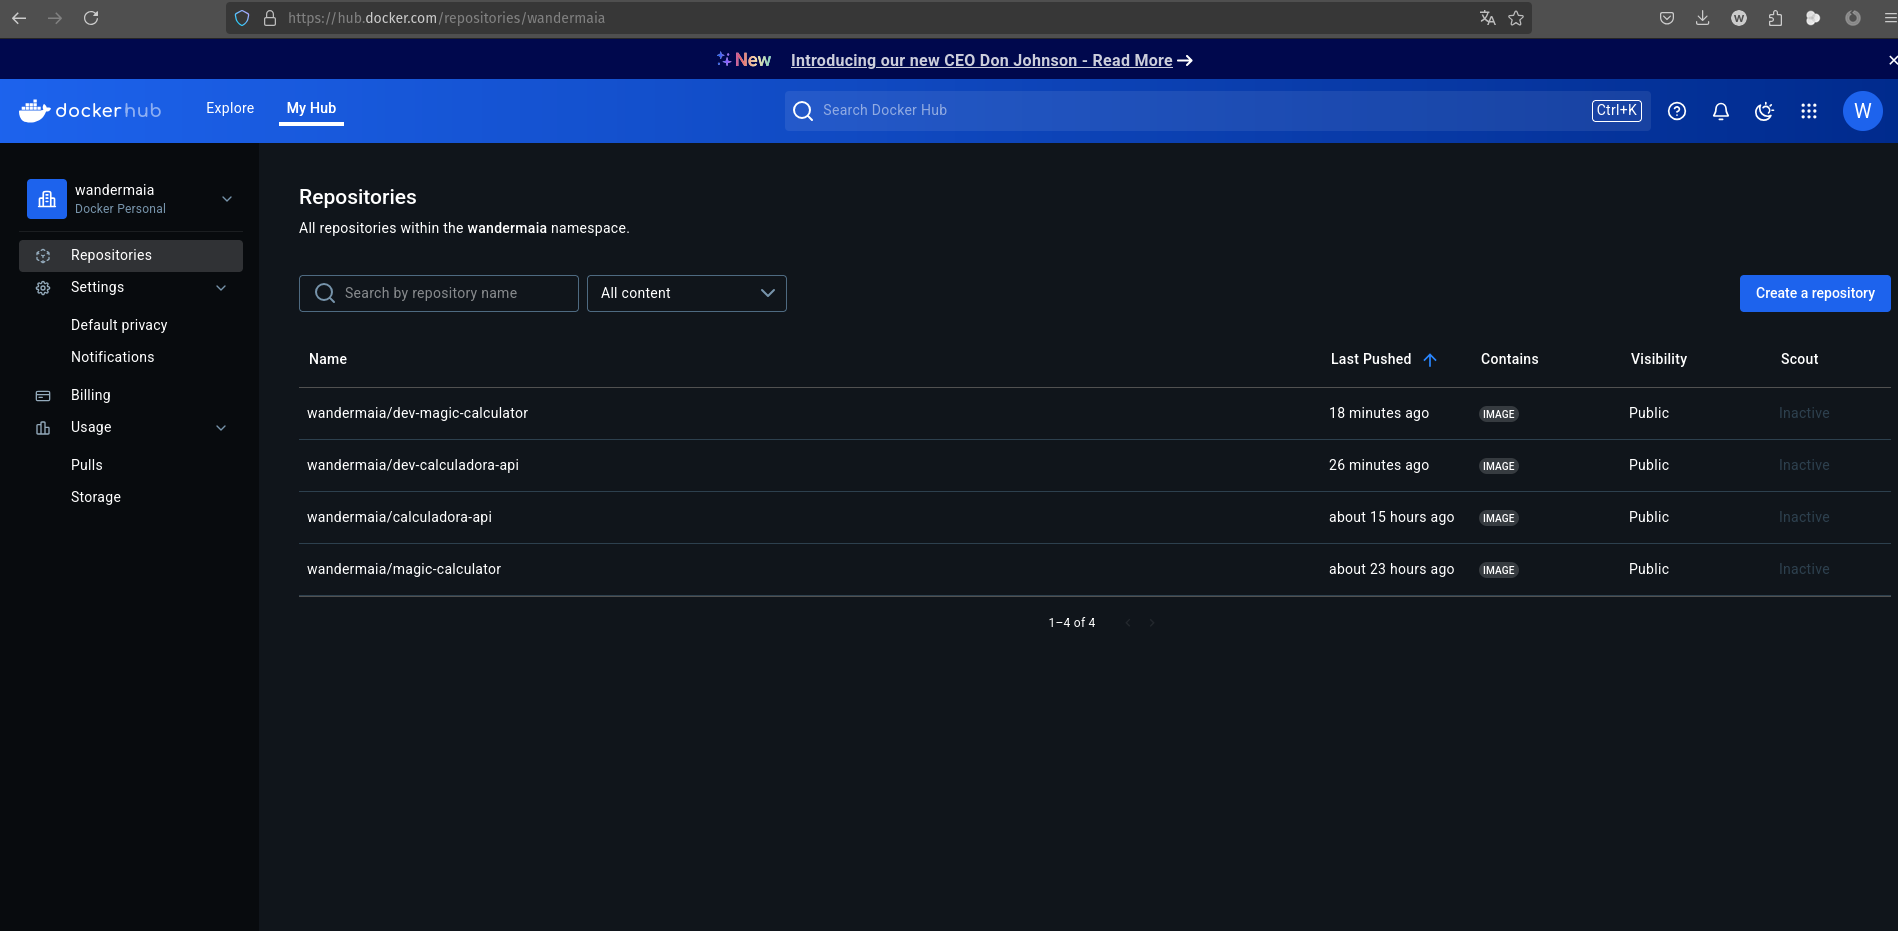 https://hub.docker.com/repositories/wandermaia
W
New Introducing our new CEO Don Johnson - Read More
dockerhub Explore My Hub Search Docker Hub Ctrl+K W
wandermaia
Docker Personal
Repositories
Settings
Default privacy
Notifications
Billing
Usage
Pulls
Storage
Repositories
All repositories within the wandermaia namespace.
Search by repository name All content Create a repository
Name Last Pushed Contains Visibility Scout
wandermaia/dev-magic-calculator 18 minutes ago IMAGE Public Inactive
wandermaia/dev-calculadora-api 26 minutes ago IMAGE Public Inactive
wandermaia/calculadora-api about 15 hours ago IMAGE Public Inactive
wandermaia/magic-calculator about 23 hours ago IMAGE Public Inactive
1–4 of 4